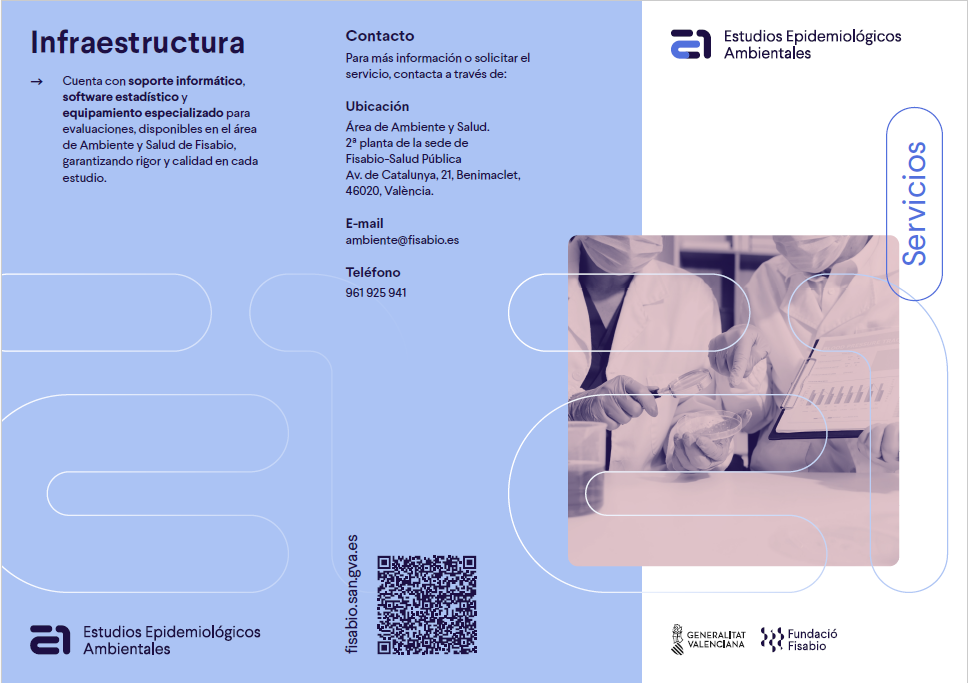 Infraestructura
→ Cuenta con soporte informático,
software estadístico y
equipamiento especializado para
evaluaciones, disponibles en el área
de Ambiente y Salud de Fisabio,
garantizando rigor y calidad en cada
estudio.
Estudios Epidemiológicos
Ambientales
Contacto
Para más información o solicitar el
servicio, contacta a través de:
Ubicación
Área de Ambiente y Salud.
2ª planta de la sede de
Fisabio-Salud Pública
Av. de Catalunya, 21, Benimaclet,
46020, València.
E-mail
ambiente@fisabio.es
Teléfono
961 925 941
fisabio.san.gva.es
Estudios Epidemiológicos
Ambientales
Servicios
GENERALITAT
VALENCIANA
Fundació
Fisabio